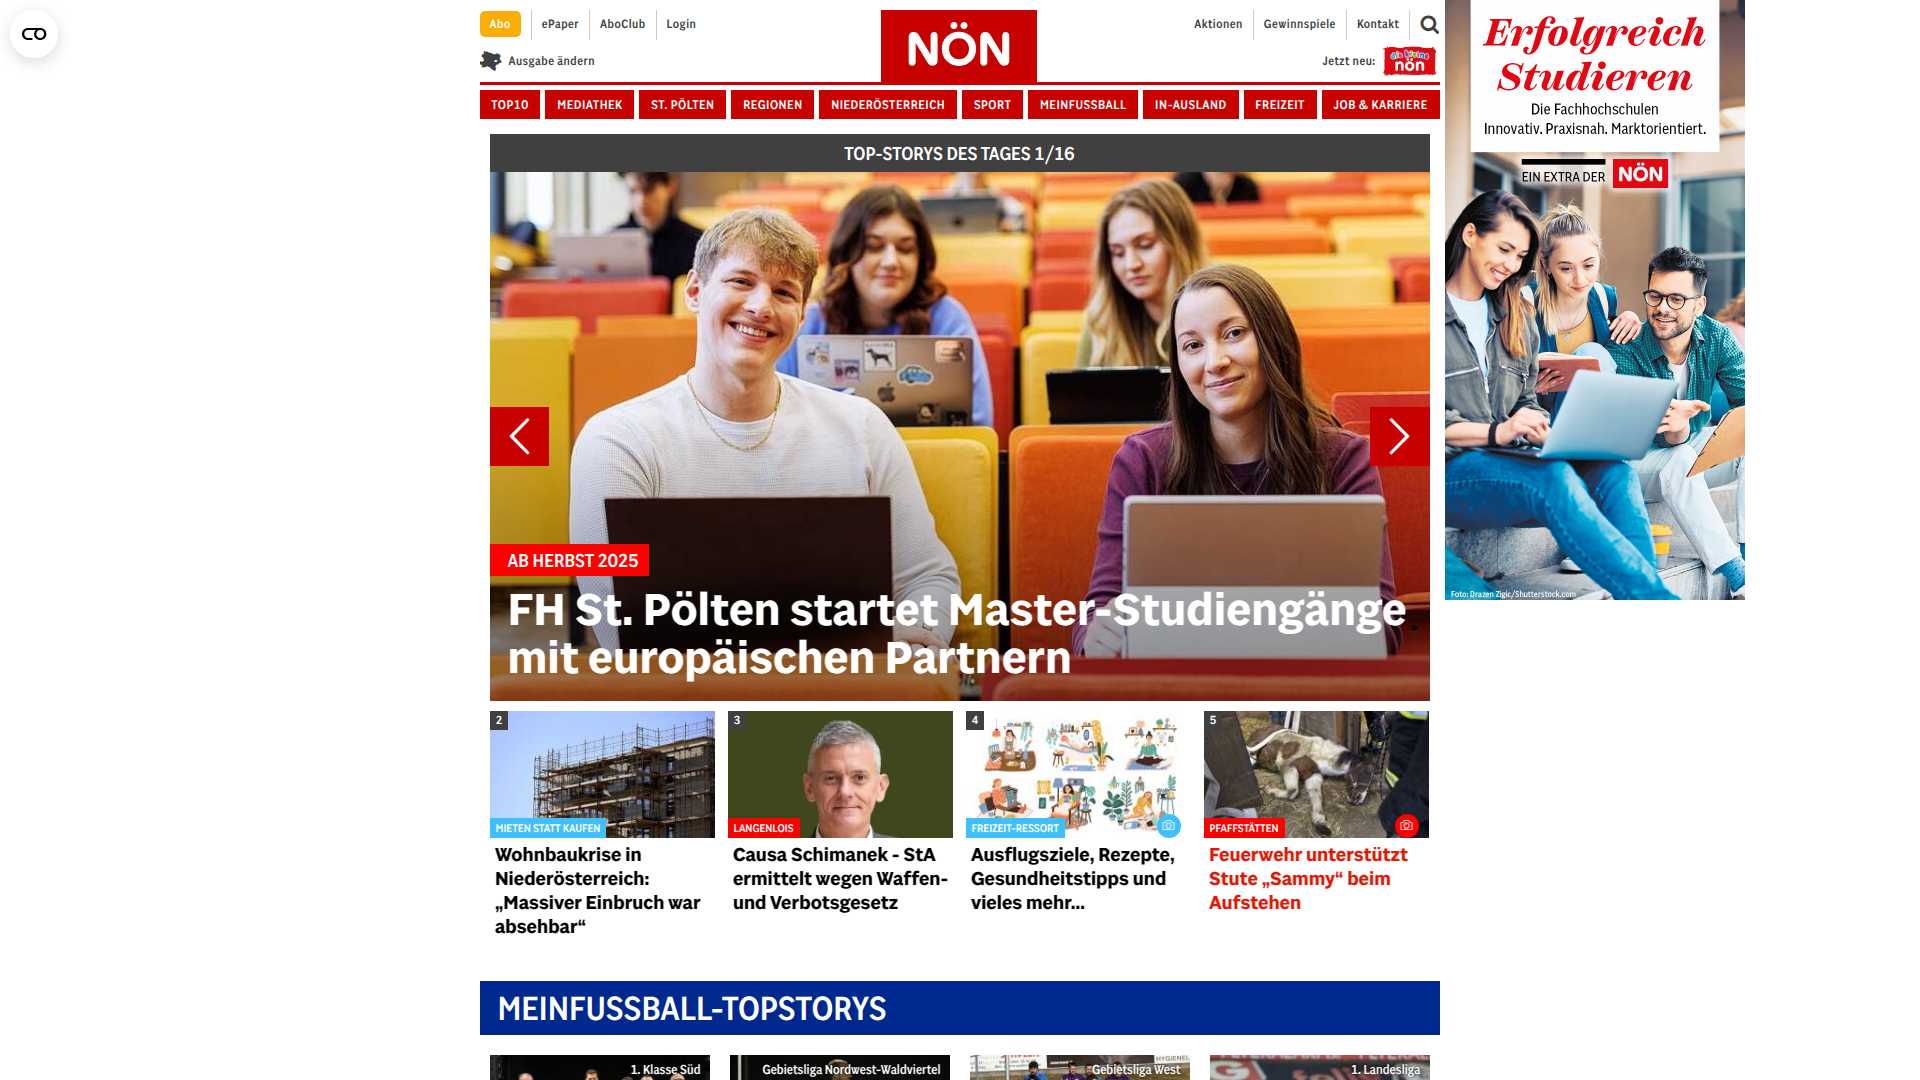 Abo
ePaper
AboClub
Login
NÖN
Aktionen
Gewinnspiele
Kontakt
Ausgabe ändern
Jetzt neu:
die kleine
nön
TOP10
MEDIATHEK
ST. PÖLTEN
REGIONEN
NIEDERÖSTERREICH
SPORT
MEINFUSSBALL
IN-AUSLAND
FREIZEIT
JOB & KARRIERE
TOP-STORYS DES TAGES 1/16
AB HERBST 2025
FH St. Pölten startet Master-Studiengänge
mit europäischen Partnern
2
MIETEN STATT KAUFEN
Wohnbaukrise in
Niederösterreich:
„Massiver Einbruch war
absehbar“
3
LANGENLOIS
Causa Schimanek - StA
ermittelt wegen Waffen-
und Verbotsgesetz
4
FREIZEIT-RESSORT
Ausflugsziele, Rezepte,
Gesundheitstipps und
vieles mehr...
5
PFAFFSTÄTTEN
Feuerwehr unterstützt
Stute „Sammy“ beim
Aufstehen
MEINFUSSBALL-TOPSTORYS
1. Klasse Süd
Gebietsliga Nordwest-Waldviertel
Gebietsliga West
1. Landesliga
Erfolgreich
Studieren
Die Fachhochschulen
Innovativ. Praxisnah. Marktorientiert.
EIN EXTRA DER NÖN
Foto: Drazen Zigic/Shutterstock.com